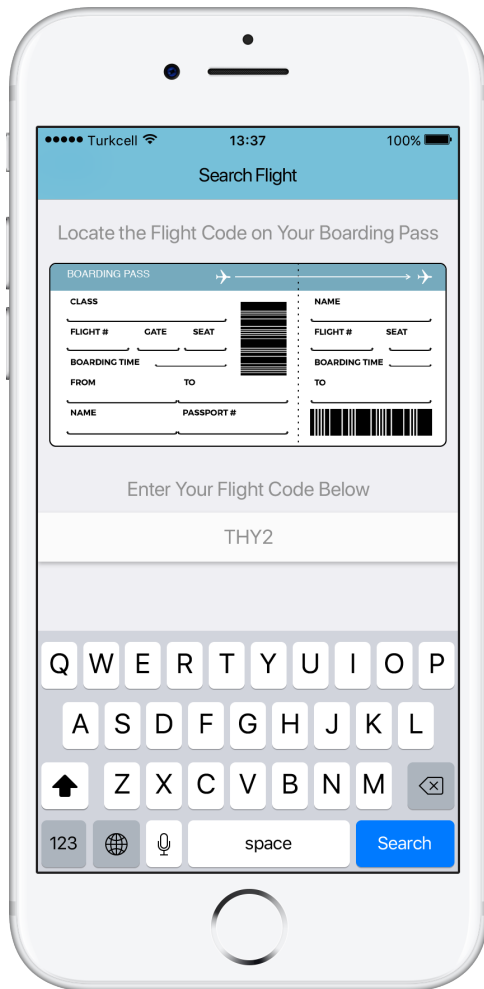 Turkcell 13:37 100%
Search Flight
Locate the Flight Code on Your Boarding Pass
BOARDING PASS
CLASS NAME
FLIGHT # GATE SEAT FLIGHT # SEAT
BOARDING TIME BOARDING TIME
FROM TO TO
NAME PASSPORT #
Enter Your Flight Code Below
THY2
Q W E R T Y U I O P
A S D F G H J K L
Z X C V B N M
123 space Search